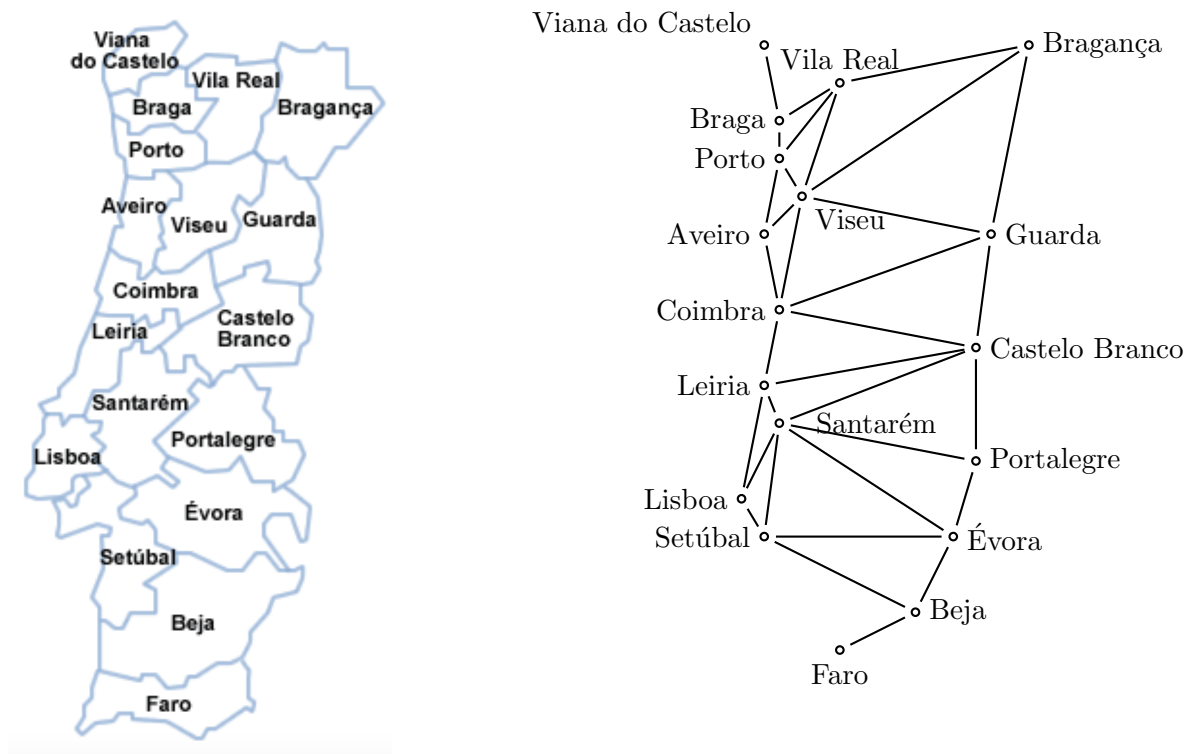 Viana
do Castelo
Vila Real
Braga
Bragança
Porto
Aveiro
Viseu
Guarda
Coimbra
Leiria
Castelo
Branco
Santarém
Portalegre
Lisboa
Évora
Setúbal
Beja
Faro
Viana do Castelo
Bragança
Vila Real
Braga
Porto
Viseu
Aveiro
Guarda
Coimbra
Castelo Branco
Leiria
Santarém
Portalegre
Lisboa
Setúbal
Évora
Beja
Faro